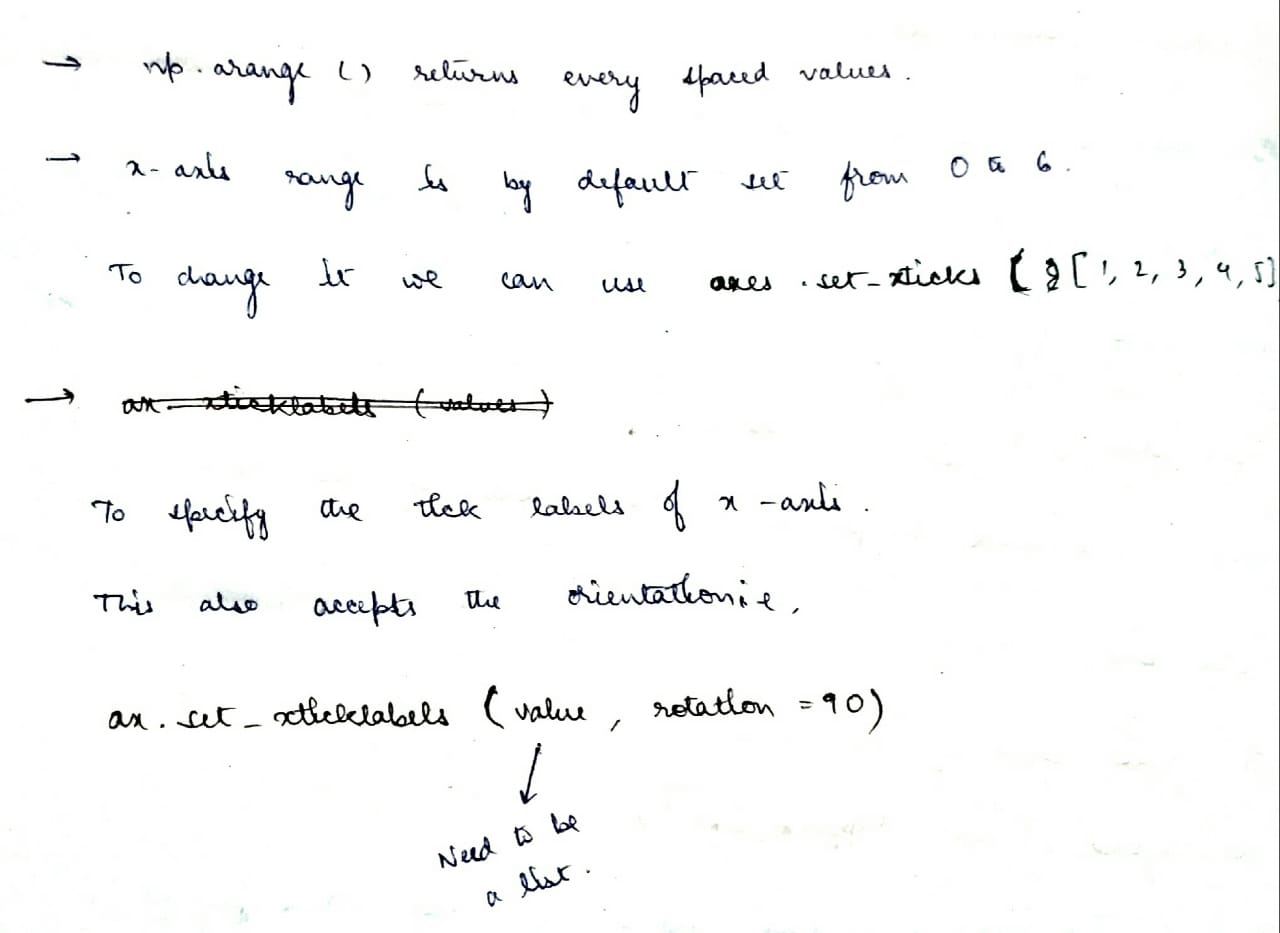 → np.arange () returns every spaced values.
→ x-axis range is by default set from 0 to 6.
To change it we can use axes.set_xticks ( [1, 2, 3, 4, 5]
→ ax. xticklabels (values)
To specify the tick labels of x-axis.
This also accepts the orientation i.e,
ax.set_xticklabels (value, rotation = 90)
↓
Need to be
a list.